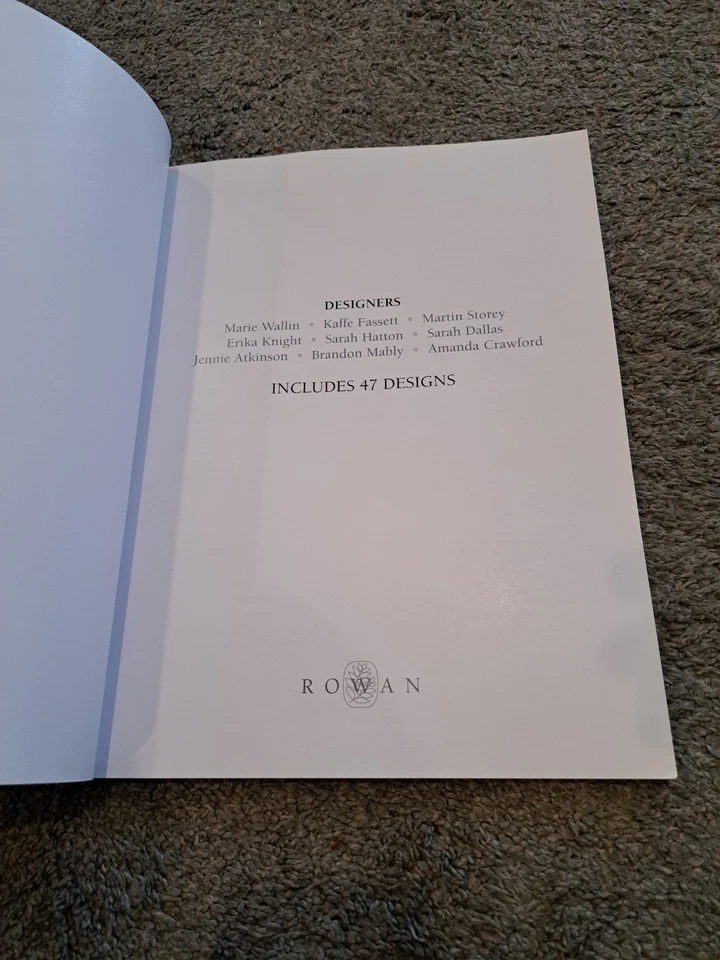 DESIGNERS
Marie Wallin • Kaffe Fassett • Martin Storey
Erika Knight • Sarah Hatton • Sarah Dallas
Jennie Atkinson • Brandon Mably • Amanda Crawford
INCLUDES 47 DESIGNS
ROWAN